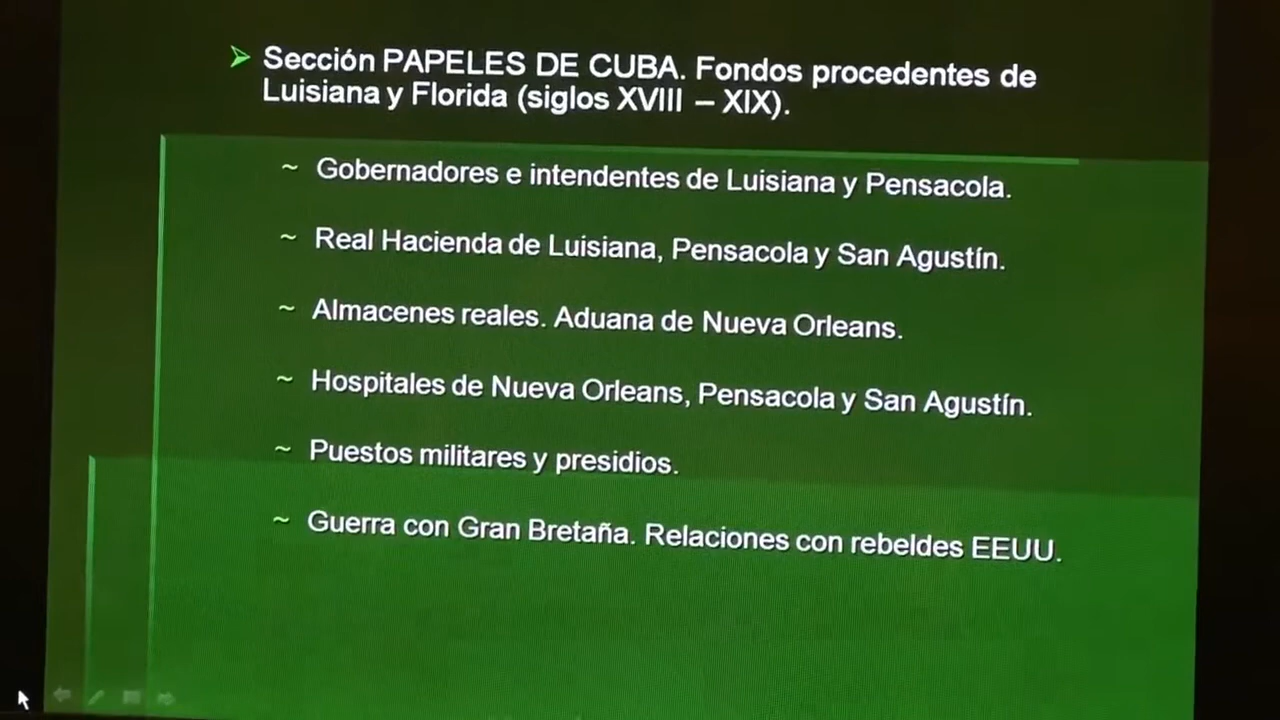 Sección PAPELES DE CUBA. Fondos procedentes de
Luisiana y Florida (siglos XVIII – XIX).
~ Gobernadores e intendentes de Luisiana y Pensacola.
~ Real Hacienda de Luisiana, Pensacola y San Agustín.
~ Almacenes reales. Aduana de Nueva Orleans.
~ Hospitales de Nueva Orleans, Pensacola y San Agustín.
~ Puestos militares y presidios.
~ Guerra con Gran Bretaña. Relaciones con rebeldes EEUU.